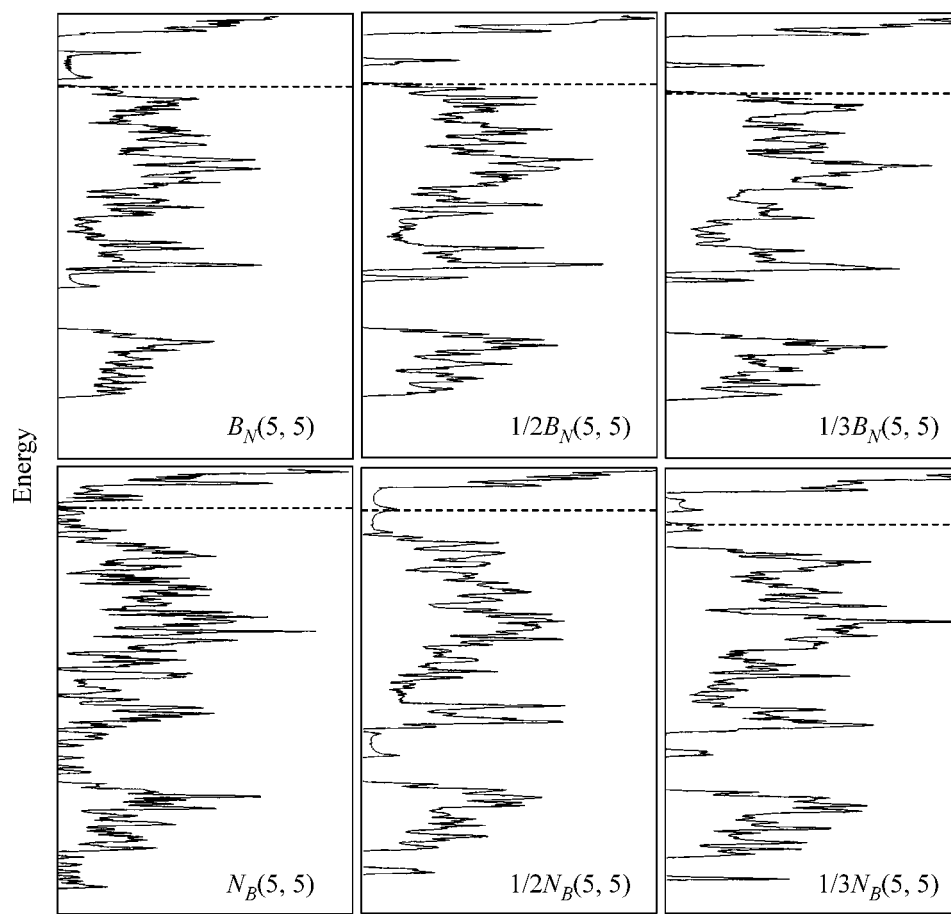 Energy
B_N(5, 5)
1/2B_N(5, 5)
1/3B_N(5, 5)
N_B(5, 5)
1/2N_B(5, 5)
1/3N_B(5, 5)